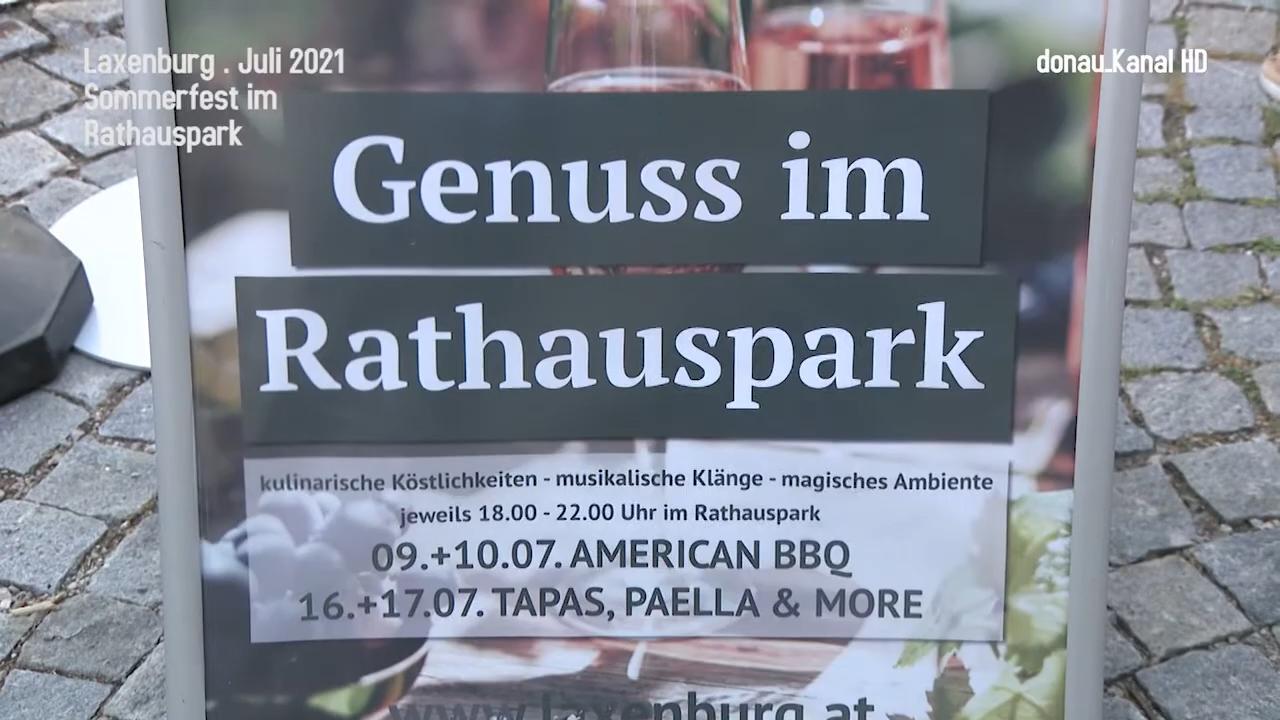 Laxenburg . Juli 2021
Sommerfest im
Rathauspark
donau.Kanal HD
Genuss im
Rathauspark
kulinarische Köstlichkeiten - musikalische Klänge - magisches Ambiente
jeweils 18.00 - 22.00 Uhr im Rathauspark
09.+10.07. AMERICAN BBQ
16.+17.07. TAPAS, PAELLA & MORE
www.laxenburg.at